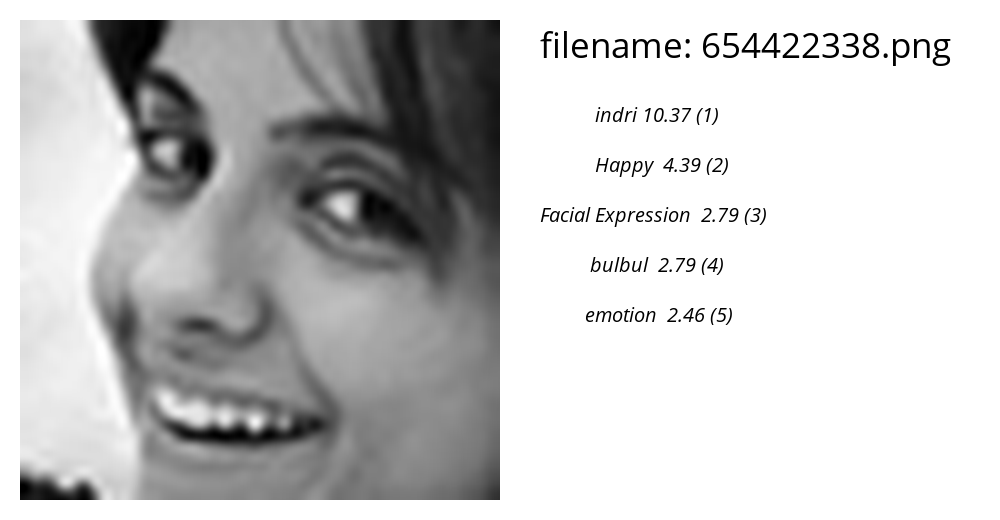 filename: 654422338.png
indri 10.37 (1)
Happy 4.39 (2)
Facial Expression 2.79 (3)
bulbul 2.79 (4)
emotion 2.46 (5)